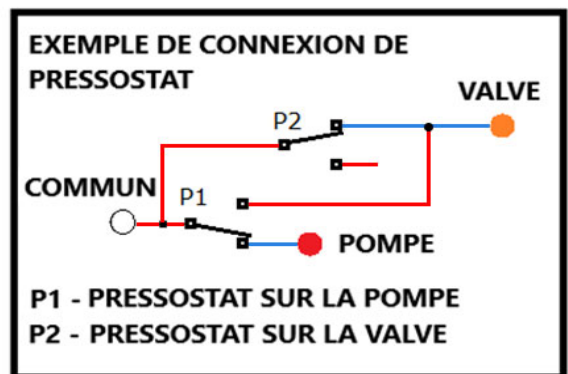 EXEMPLE DE CONNEXION DE
PRESSOSTAT
VALVE
P2
COMMUN
P1
POMPE
P1 - PRESSOSTAT SUR LA POMPE
P2 - PRESSOSTAT SUR LA VALVE